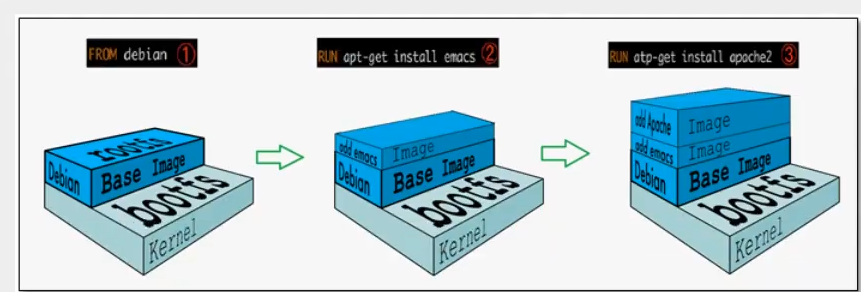 FROM debian ①
RUN apt-get install emacs ②
RUN atp-get install apache2 ③
rootfs
Debian
Base Image
bootfs
Kernel
add emacs
Image
Debian
Base Image
bootfs
Kernel
add Apache
Image
add emacs
Image
Debian
Base Image
bootfs
Kernel